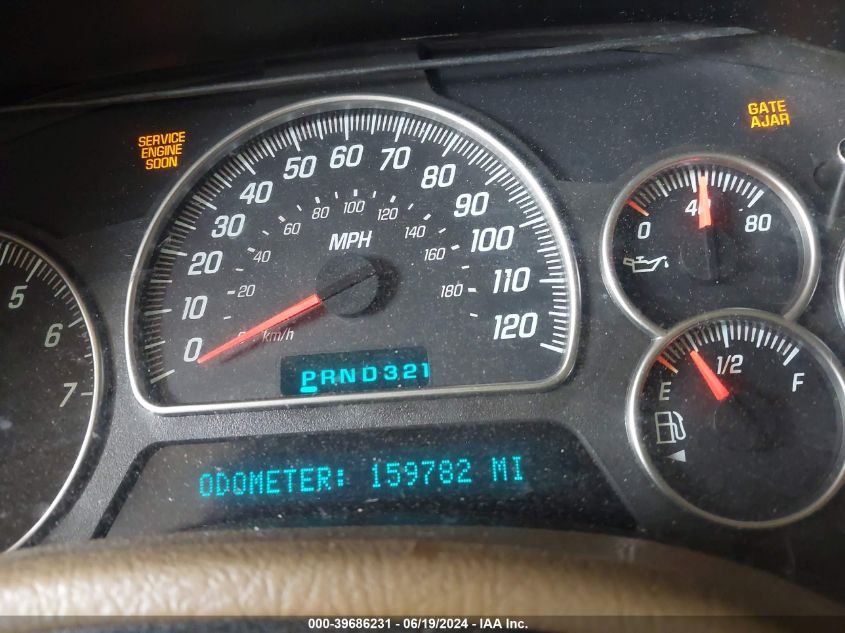 SERVICE
ENGINE
SOON
GATE
AJAR
5
6
7
0
10
20
30
40
50
60
70
80
90
100
110
120
20
40
60
80
100
120
140
160
180
MPH
km/h
PRND321
0
40
80
E
1/2
F
ODOMETER: 159782 MI
000-39686231 - 06/19/2024 - IAA Inc.